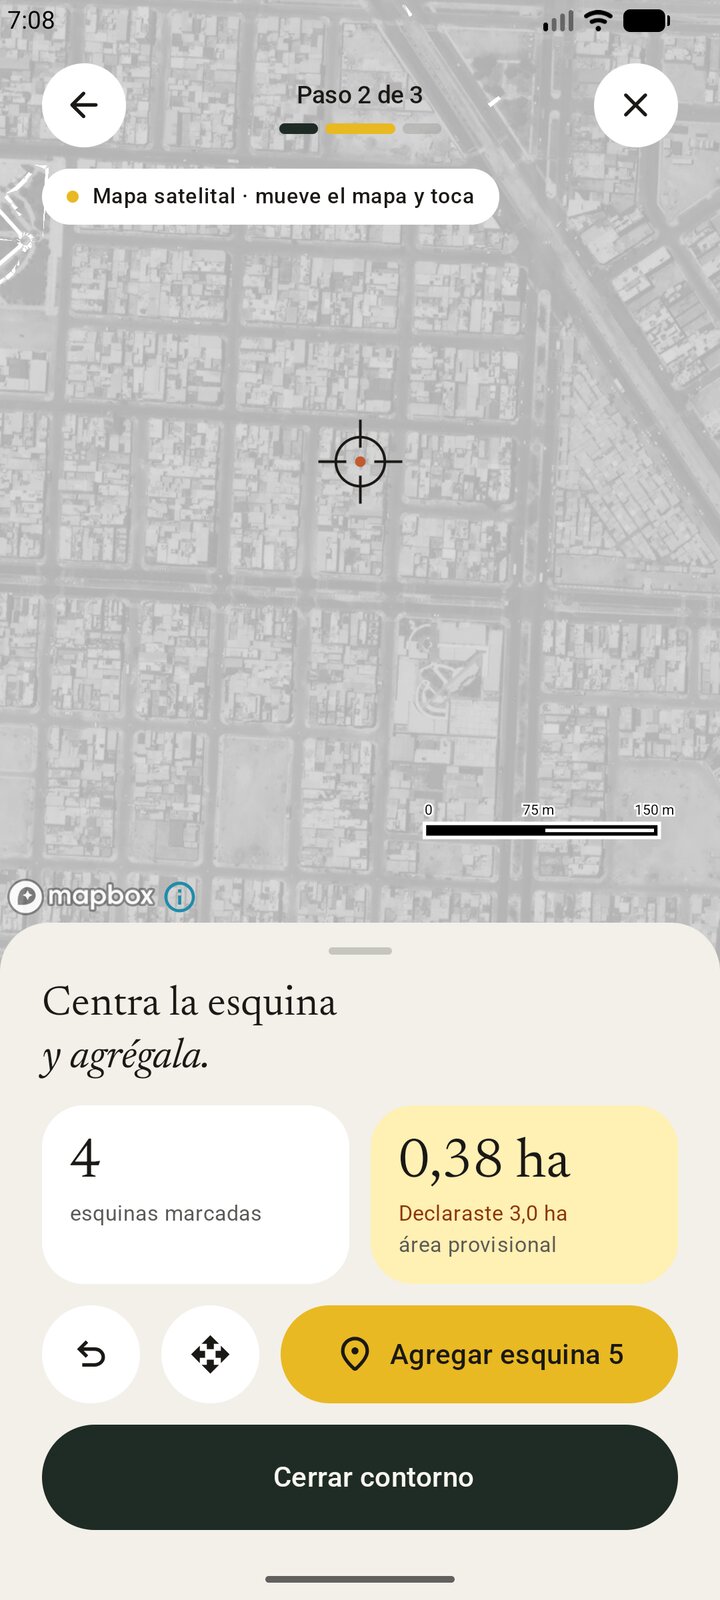 7:08
Paso 2 de 3
Mapa satelital · mueve el mapa y toca
0 75 m 150 m
mapbox
Centra la esquina
y agrégala.
4
esquinas marcadas
0,38 ha
Declaraste 3,0 ha
área provisional
Agregar esquina 5
Cerrar contorno